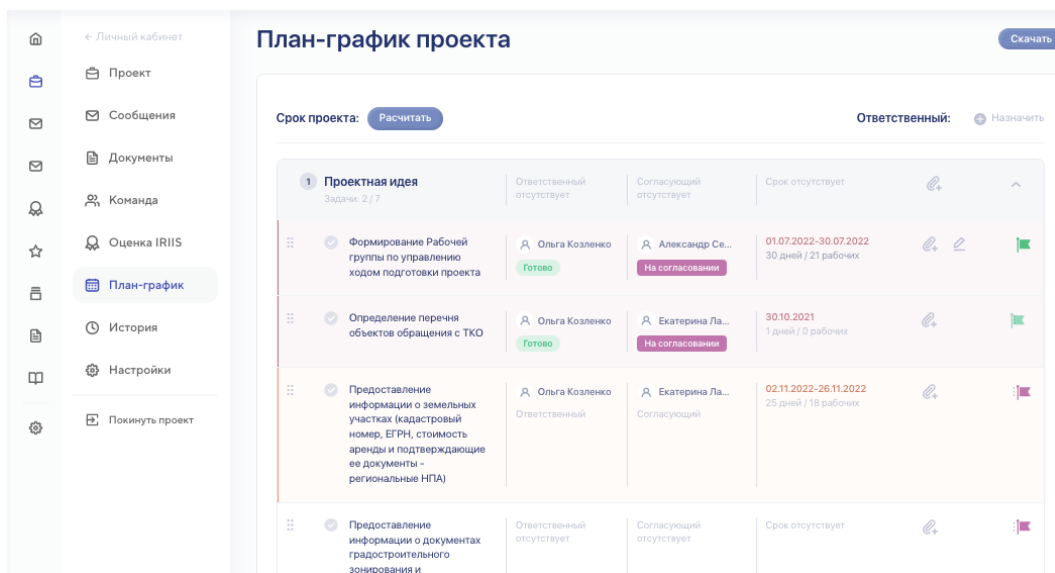 ← Личный кабинет
Проект
Сообщения
Документы
Команда
Оценка IRIIS
План-график
История
Настройки
Покинуть проект
План-график проекта
Скачать
Срок проекта: Расчитать
Ответственный: Назначить
1 Проектная идея
Задачи: 2 / 7
Ответственный
отсутствует
Согласующий
отсутствует
Срок отсутствует
Формирование Рабочей
группы по управлению
ходом подготовки проекта
Ольга Козленко
Готово
Александр Се...
На согласовании
01.07.2022-30.07.2022
30 дней / 21 рабочих
Определение перечня
объектов обращения с ТКО
Ольга Козленко
Готово
Екатерина Ла...
На согласовании
30.10.2021
1 дней / 0 рабочих
Предоставление
информации о земельных
участках (кадастровый
номер, ЕГРН, стоимость
аренды и подтверждающие
ее документы -
региональные НПА)
Ольга Козленко
Ответственный
Екатерина Ла...
Согласующий
02.11.2022-26.11.2022
25 дней / 18 рабочих
Предоставление
информации о документах
градостроительного
зонирования и
Ответственный
отсутствует
Согласующий
отсутствует
Срок отсутствует